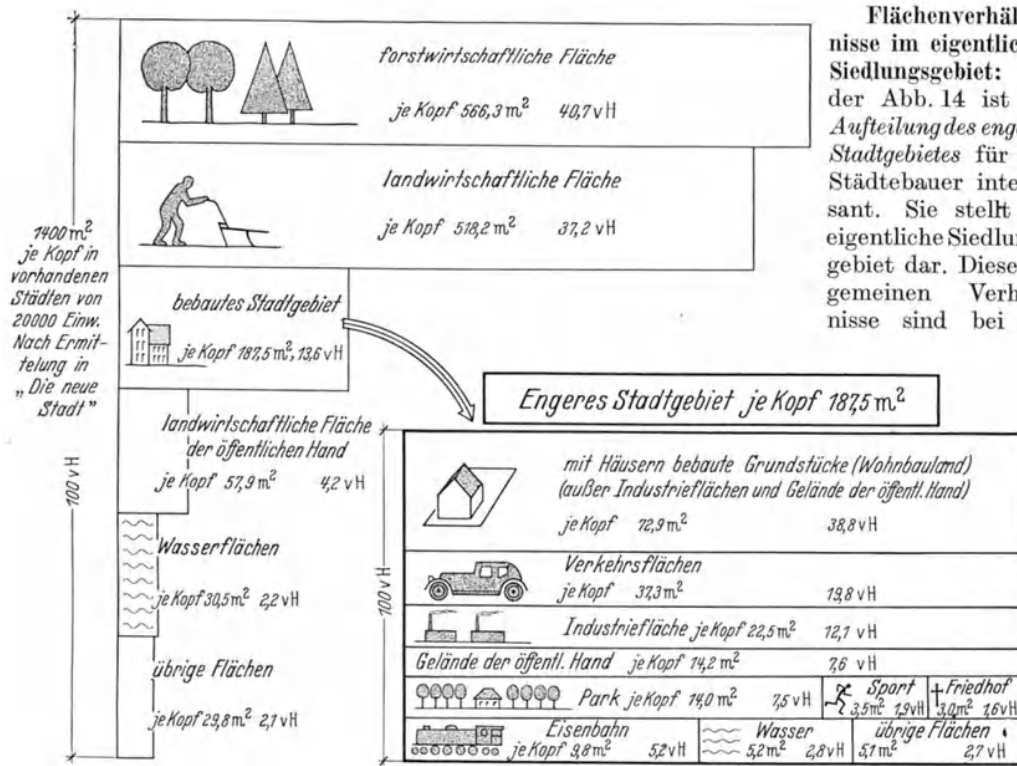 forstwirtschaftliche Fläche
je Kopf 566,3 m² 40,7 vH
landwirtschaftliche Fläche
je Kopf 518,2 m² 37,2 vH
1400 m²
je Kopf in
vorhandenen
Städten von
20000 Einw.
Nach Ermit-
telung in
„Die neue
Stadt"
100 vH
bebautes Stadtgebiet
je Kopf 187,5 m², 13,6 vH
landwirtschaftliche Fläche
der öffentlichen Hand
je Kopf 57,9 m² 4,2 vH
Wasserflächen
je Kopf 30,5 m² 2,2 vH
übrige Flächen
je Kopf 29,8 m² 2,1 vH
Flächenverhäl
nisse im eigentlic
Siedlungsgebiet:
der Abb. 14 ist
Aufteilung des enge
Stadtgebietes für
Städtebauer inte
sant. Sie stellt
eigentliche Siedlu
gebiet dar. Diese
gemeinen Verh
nisse sind bei
Engeres Stadtgebiet je Kopf 187,5 m²
100 vH
mit Häusern bebaute Grundstücke (Wohnbauland)
(außer Industrieflächen und Gelände der öffentl. Hand)
je Kopf 72,9 m² 38,8 vH
Verkehrsflächen
je Kopf 37,3 m² 19,8 vH
Industriefläche je Kopf 22,5 m² 12,1 vH
Gelände der öffentl. Hand je Kopf 14,2 m² 7,6 vH
Park je Kopf 14,0 m² 7,5 vH
Sport
3,5 m² 1,9 vH
Friedhof
3,0 m² 1,6 vH
Eisenbahn
je Kopf 9,8 m² 5,2 vH
Wasser
5,2 m² 2,8 vH
übrige Flächen
5,1 m² 2,7 vH